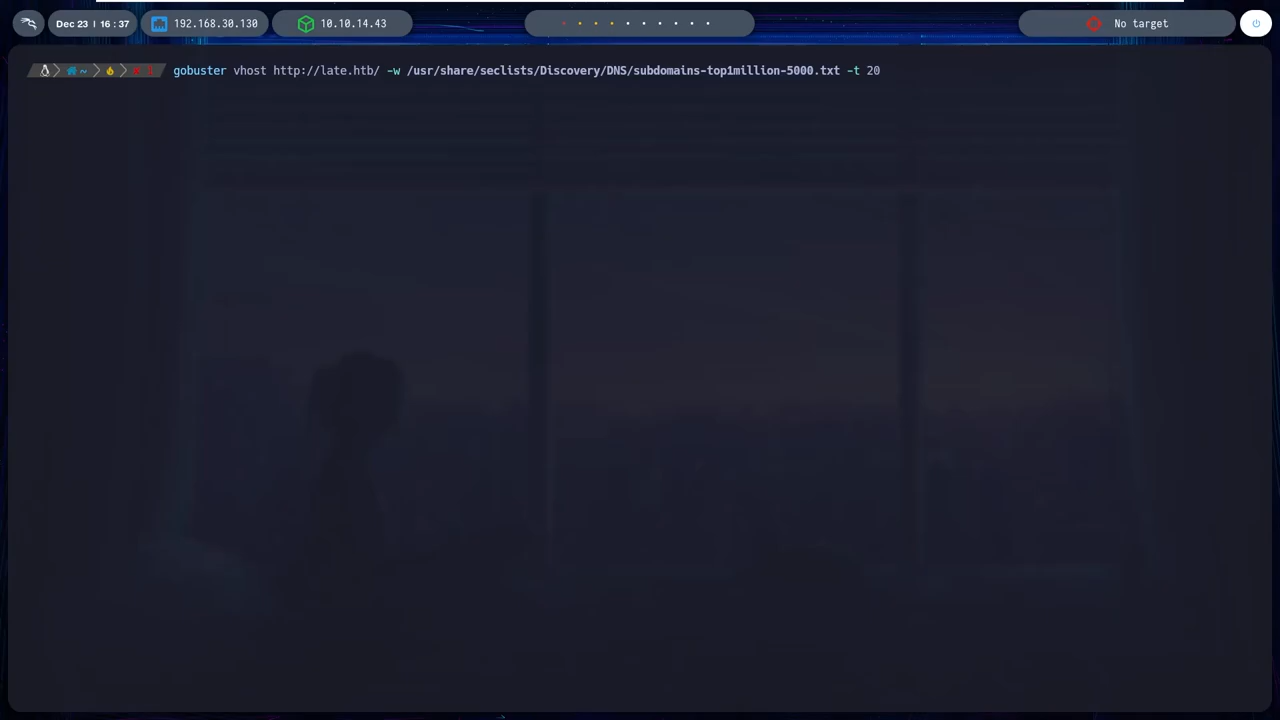 Dec 23 | 16:37 192.168.30.130 10.10.14.43 No target
~ gobuster vhost http://late.htb/ -w /usr/share/seclists/Discovery/DNS/subdomains-top1million-5000.txt -t 20